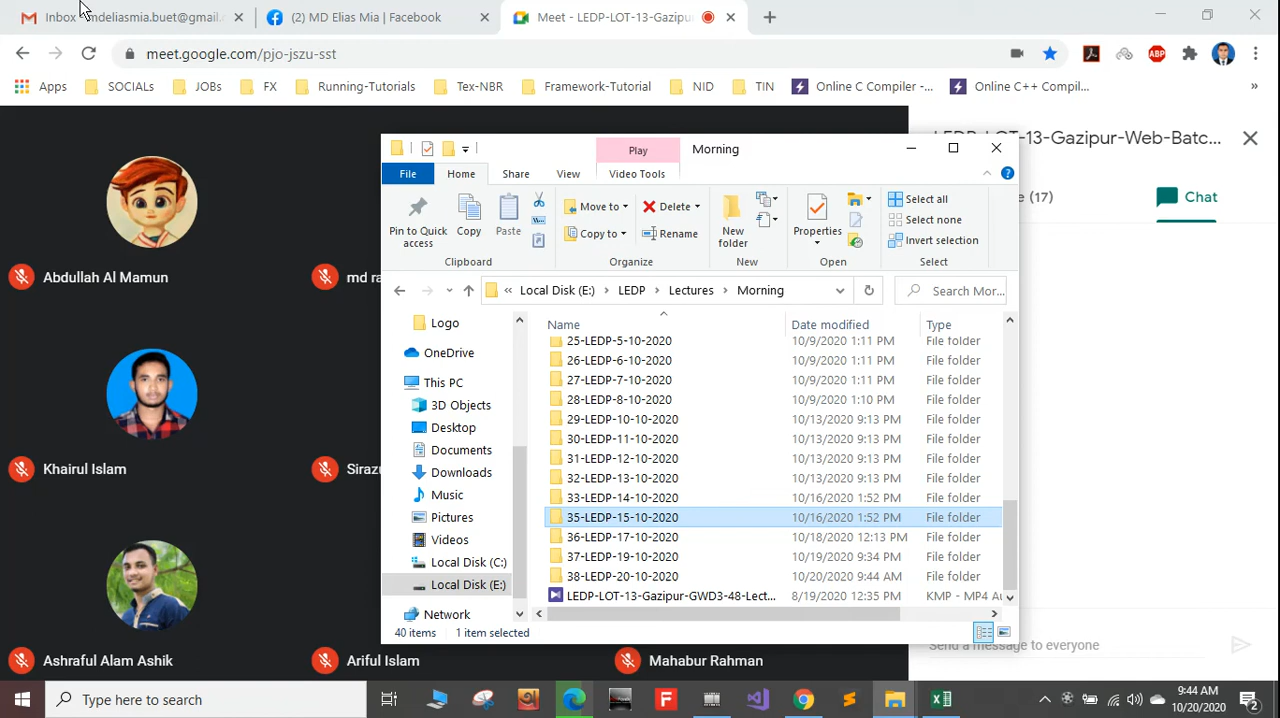 Inbox
ndeliasmia.buet@gmail.c
(2) MD Elias Mia | Facebook
Meet - LEDP-LOT-13-Gazipur
meet.google.com/pjo-jszu-sst
ABP
Apps SOCIALs JOBs FX Running-Tutorials Tex-NBR Framework-Tutorial NID TIN Online C Compiler -... Online C++ Compil... »
LEDP-LOT-13-Gazipur-Web-Batc...
(17) Chat
Abdullah Al Mamun
md ra
Khairul Islam
Siraz
Ashraful Alam Ashik
Ariful Islam
Mahabur Rahman
Send a message to everyone
Play Morning
File Home Share View Video Tools
Pin to Quick access
Copy
Paste
Clipboard
Move to
Copy to
Delete
Rename
Organize
New folder
New
Properties
Open
Select all
Select none
Invert selection
Select
« Local Disk (E:) > LEDP > Lectures > Morning
Search Mor...
Logo
OneDrive
This PC
3D Objects
Desktop
Documents
Downloads
Music
Pictures
Videos
Local Disk (C:)
Local Disk (E:)
Network
Name Date modified Type
25-LEDP-5-10-2020 10/9/2020 1:11 PM File folder
26-LEDP-6-10-2020 10/9/2020 1:11 PM File folder
27-LEDP-7-10-2020 10/9/2020 1:11 PM File folder
28-LEDP-8-10-2020 10/9/2020 1:10 PM File folder
29-LEDP-10-10-2020 10/13/2020 9:13 PM File folder
30-LEDP-11-10-2020 10/13/2020 9:13 PM File folder
31-LEDP-12-10-2020 10/13/2020 9:13 PM File folder
32-LEDP-13-10-2020 10/13/2020 9:13 PM File folder
33-LEDP-14-10-2020 10/16/2020 1:52 PM File folder
35-LEDP-15-10-2020 10/16/2020 1:52 PM File folder
36-LEDP-17-10-2020 10/18/2020 12:13 PM File folder
37-LEDP-19-10-2020 10/19/2020 9:34 PM File folder
38-LEDP-20-10-2020 10/20/2020 9:44 AM File folder
LEDP-LOT-13-Gazipur-GWD3-48-Lect... 8/19/2020 12:35 PM KMP - MP4 A
40 items 1 item selected
Type here to search
9:44 AM
10/20/2020
2